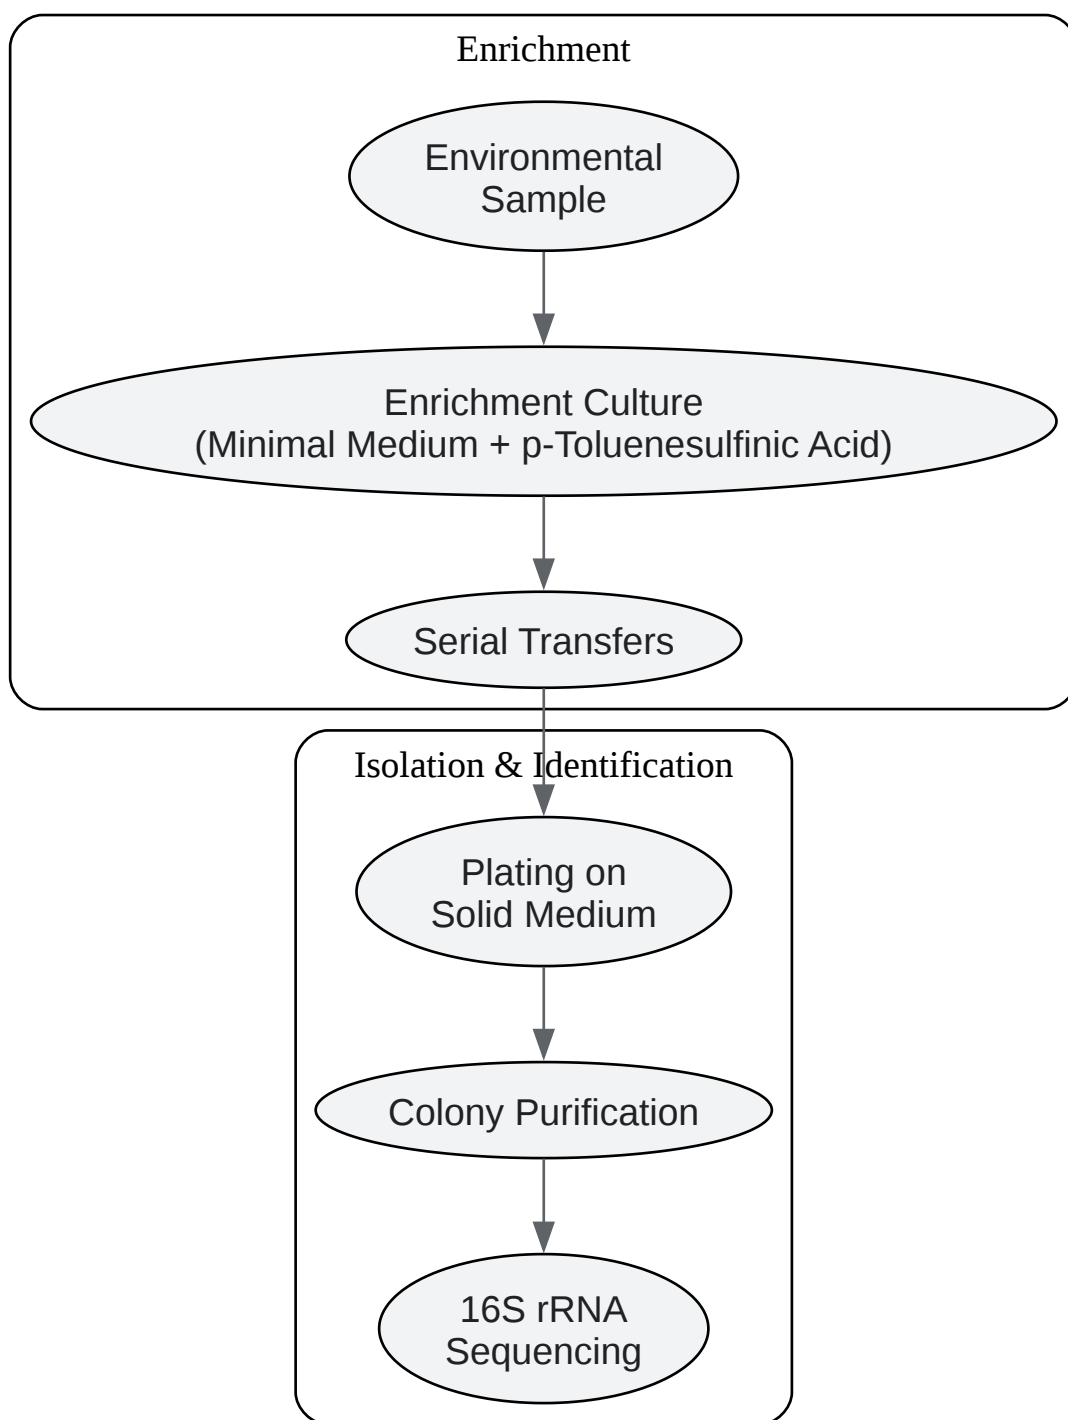 Enrichment
Environmental
Sample
Enrichment Culture
(Minimal Medium + p-Toluenesulfinic Acid)
Serial Transfers
Isolation & Identification
Plating on
Solid Medium
Colony Purification
16S rRNA
Sequencing